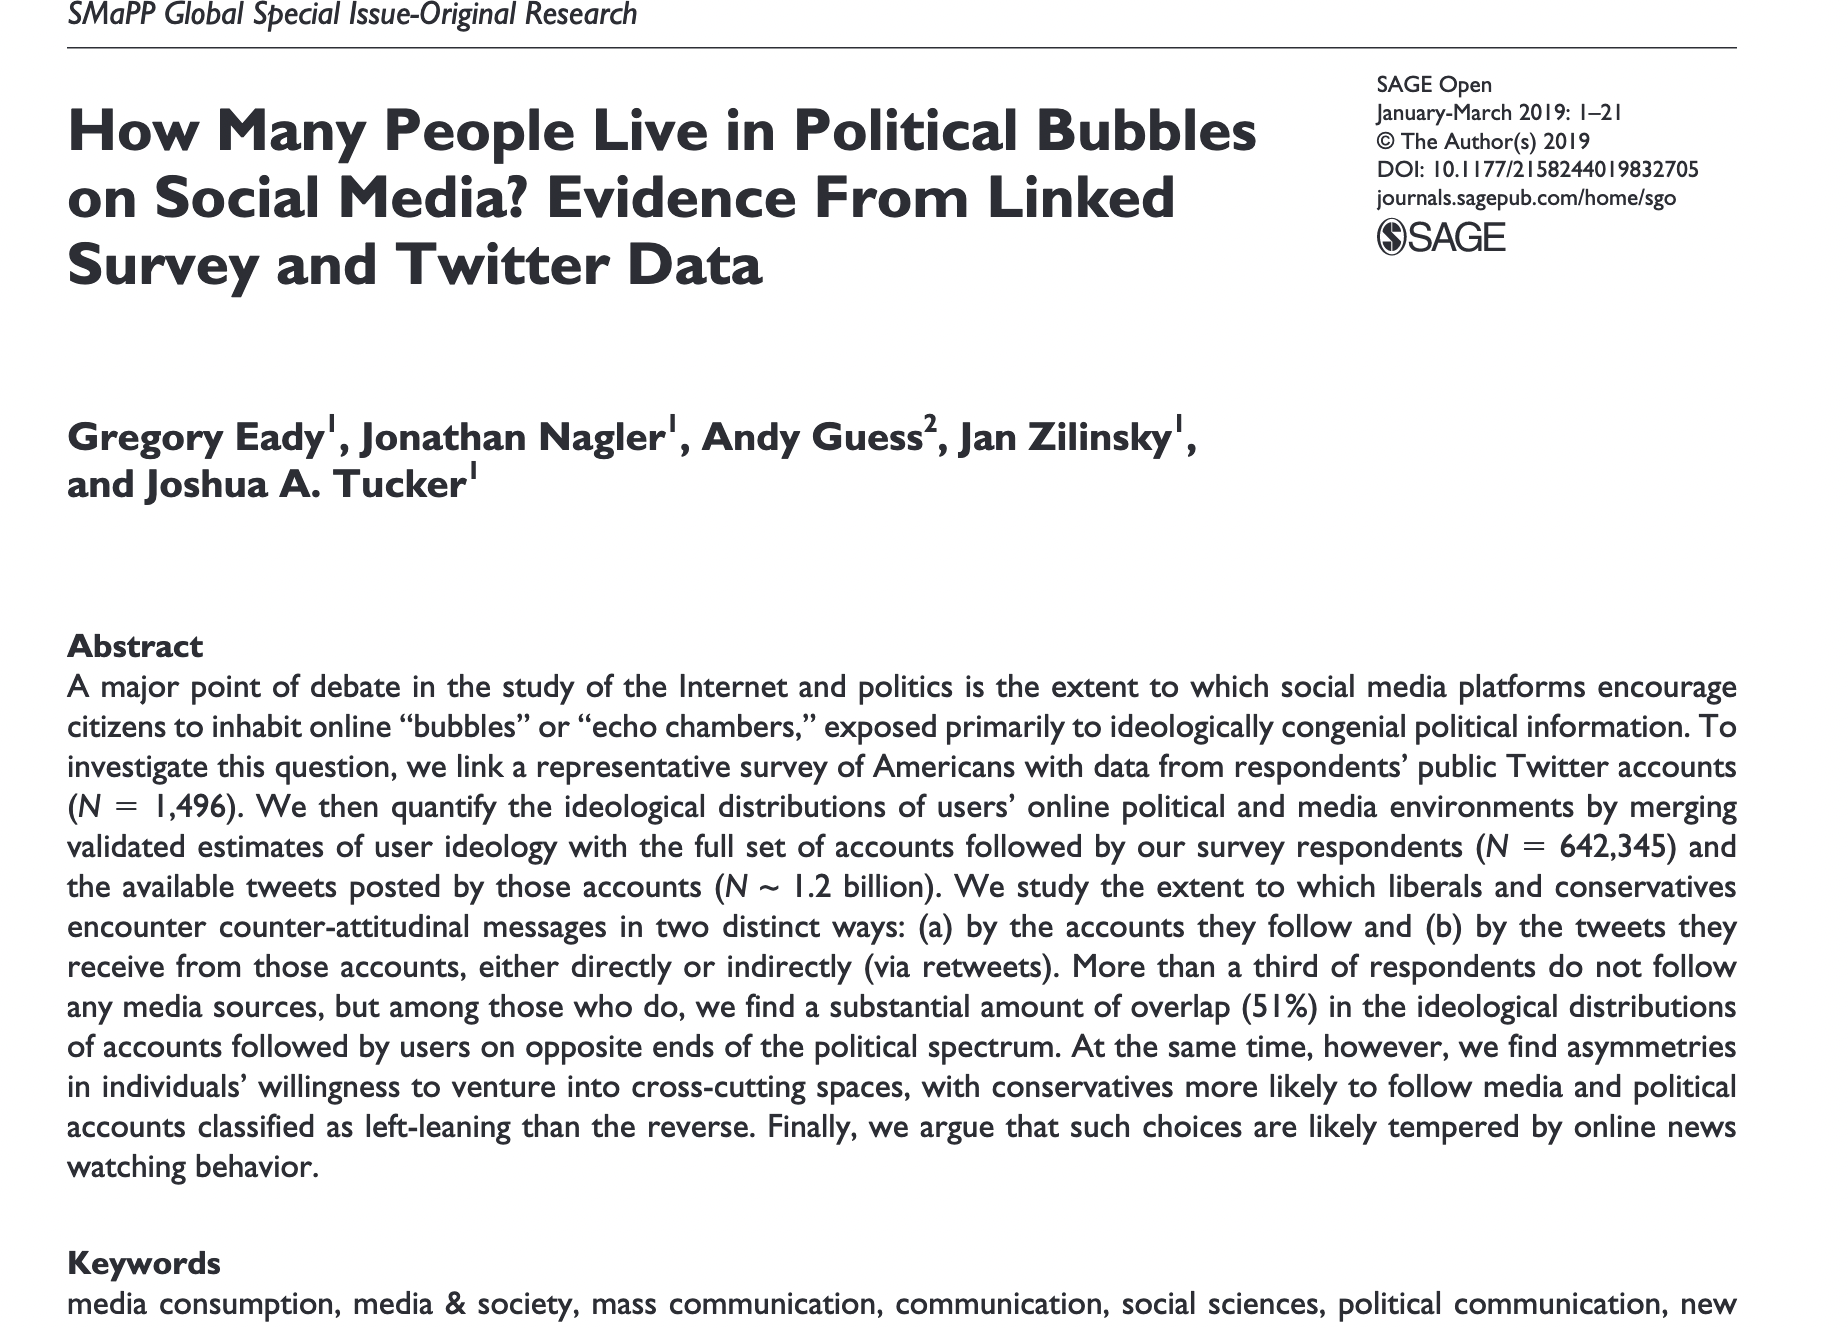 SMaPP Global Special Issue-Original Research
How Many People Live in Political Bubbles
on Social Media? Evidence From Linked
Survey and Twitter Data
SAGE Open
January-March 2019: 1–21
© The Author(s) 2019
DOI: 10.1177/2158244019832705
journals.sagepub.com/home/sgo
SAGE
Gregory Eady1, Jonathan Nagler1, Andy Guess2, Jan Zilinsky1,
and Joshua A. Tucker1
Abstract
A major point of debate in the study of the Internet and politics is the extent to which social media platforms encourage
citizens to inhabit online “bubbles” or “echo chambers,” exposed primarily to ideologically congenial political information. To
investigate this question, we link a representative survey of Americans with data from respondents’ public Twitter accounts
(N = 1,496). We then quantify the ideological distributions of users’ online political and media environments by merging
validated estimates of user ideology with the full set of accounts followed by our survey respondents (N = 642,345) and
the available tweets posted by those accounts (N ~ 1.2 billion). We study the extent to which liberals and conservatives
encounter counter-attitudinal messages in two distinct ways: (a) by the accounts they follow and (b) by the tweets they
receive from those accounts, either directly or indirectly (via retweets). More than a third of respondents do not follow
any media sources, but among those who do, we find a substantial amount of overlap (51%) in the ideological distributions
of accounts followed by users on opposite ends of the political spectrum. At the same time, however, we find asymmetries
in individuals’ willingness to venture into cross-cutting spaces, with conservatives more likely to follow media and political
accounts classified as left-leaning than the reverse. Finally, we argue that such choices are likely tempered by online news
watching behavior.
Keywords
media consumption, media & society, mass communication, communication, social sciences, political communication, new